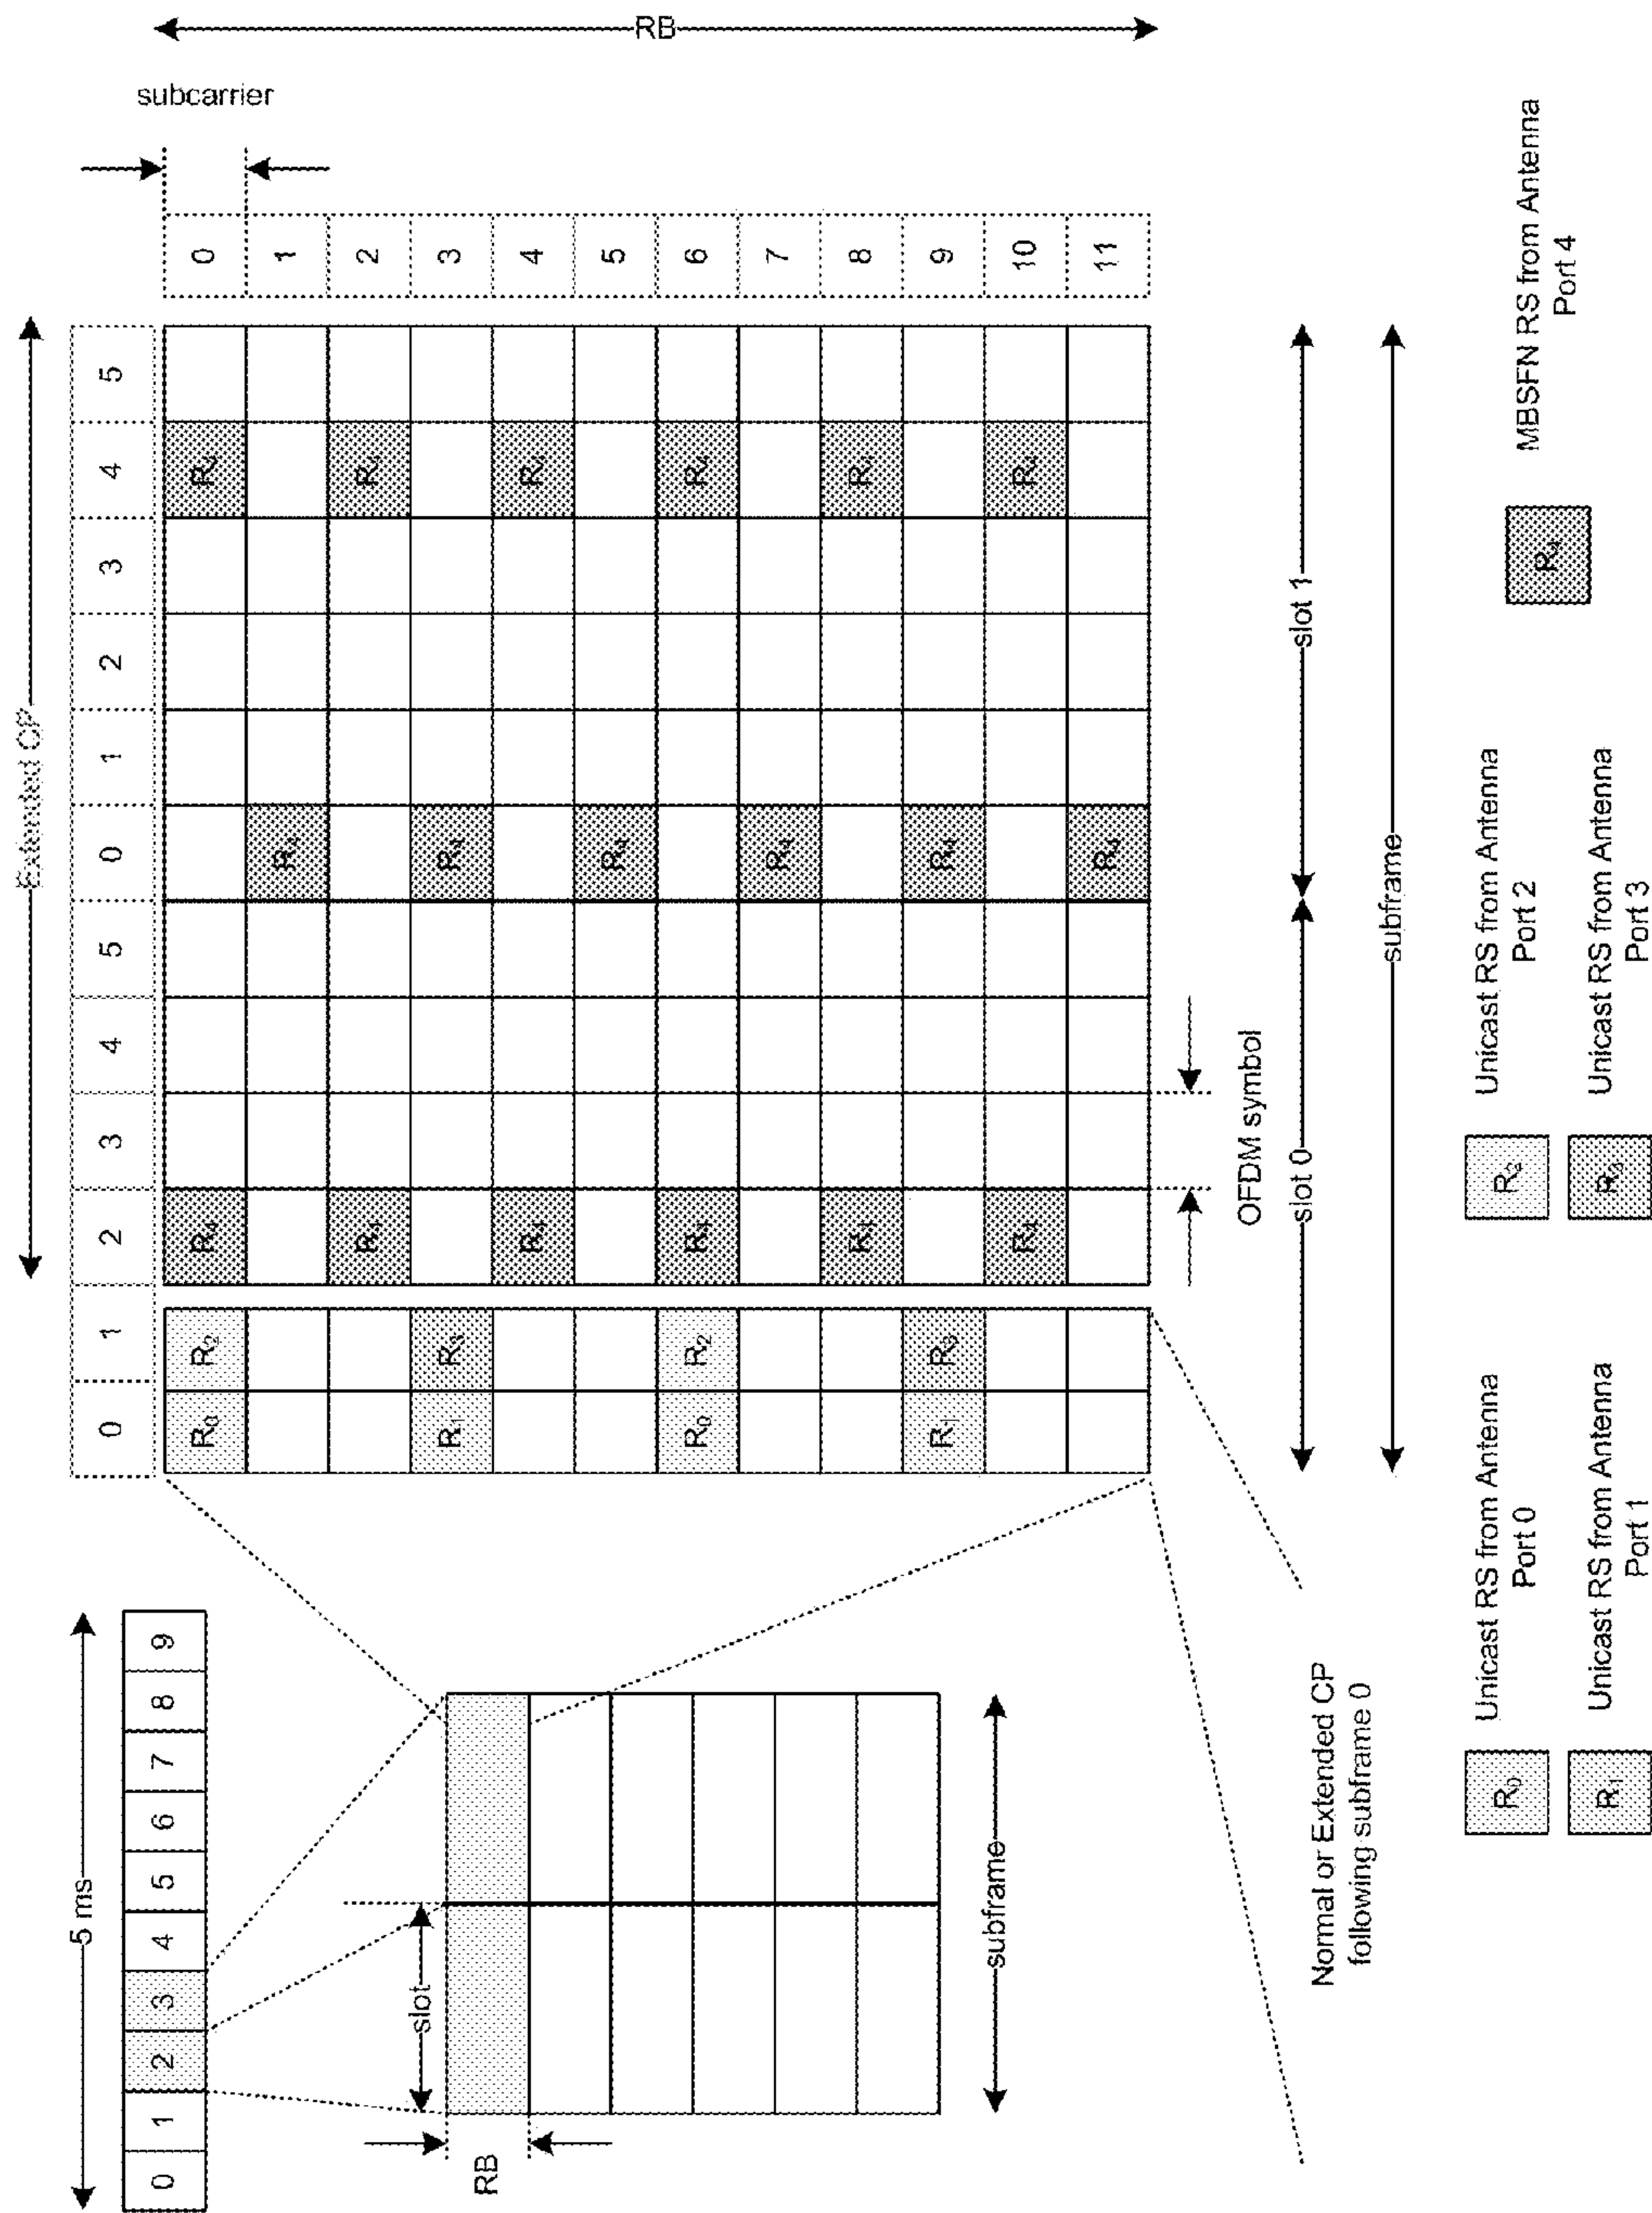 5 ms
0 1 2 3 4 5 6 7 8 9
slot
RB
subframe
Extended CP
0 1 2 3 4 5 0 1 2 3 4 5
subcarrier
RB
R₀ R₂ R₄ R₄ 0
R₄ 1
R₄ R₄ 2
R₁ R₃ R₄ 3
R₄ R₄ 4
R₄ 5
R₀ R₂ R₄ R₄ 6
R₄ 7
R₄ R₄ 8
R₁ R₃ R₄ 9
R₄ R₄ 10
R₄ 11
OFDM symbol
slot 0 slot 1
subframe
Normal or Extended CP
following subframe 0
R₀ Unicast RS from Antenna
Port 0
R₁ Unicast RS from Antenna
Port 1
R₂ Unicast RS from Antenna
Port 2
R₃ Unicast RS from Antenna
Port 3
R₄ MBSFN RS from Antenna
Port 4